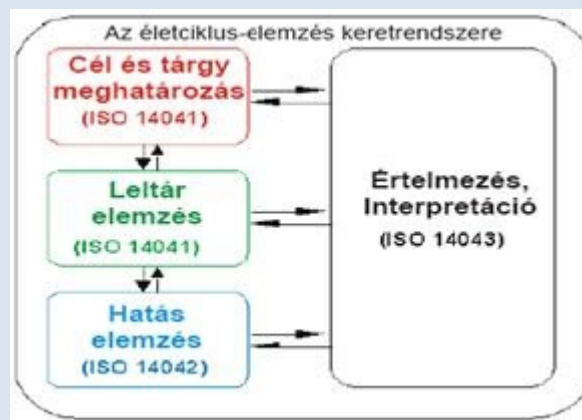 Az életciklus-elemzés keretrendszere
Cél és tárgy
meghatározás
(ISO 14041)
Leltár
elemzés
(ISO 14041)
Hatás
elemzés
(ISO 14042)
Értelmezés,
Interpretáció
(ISO 14043)